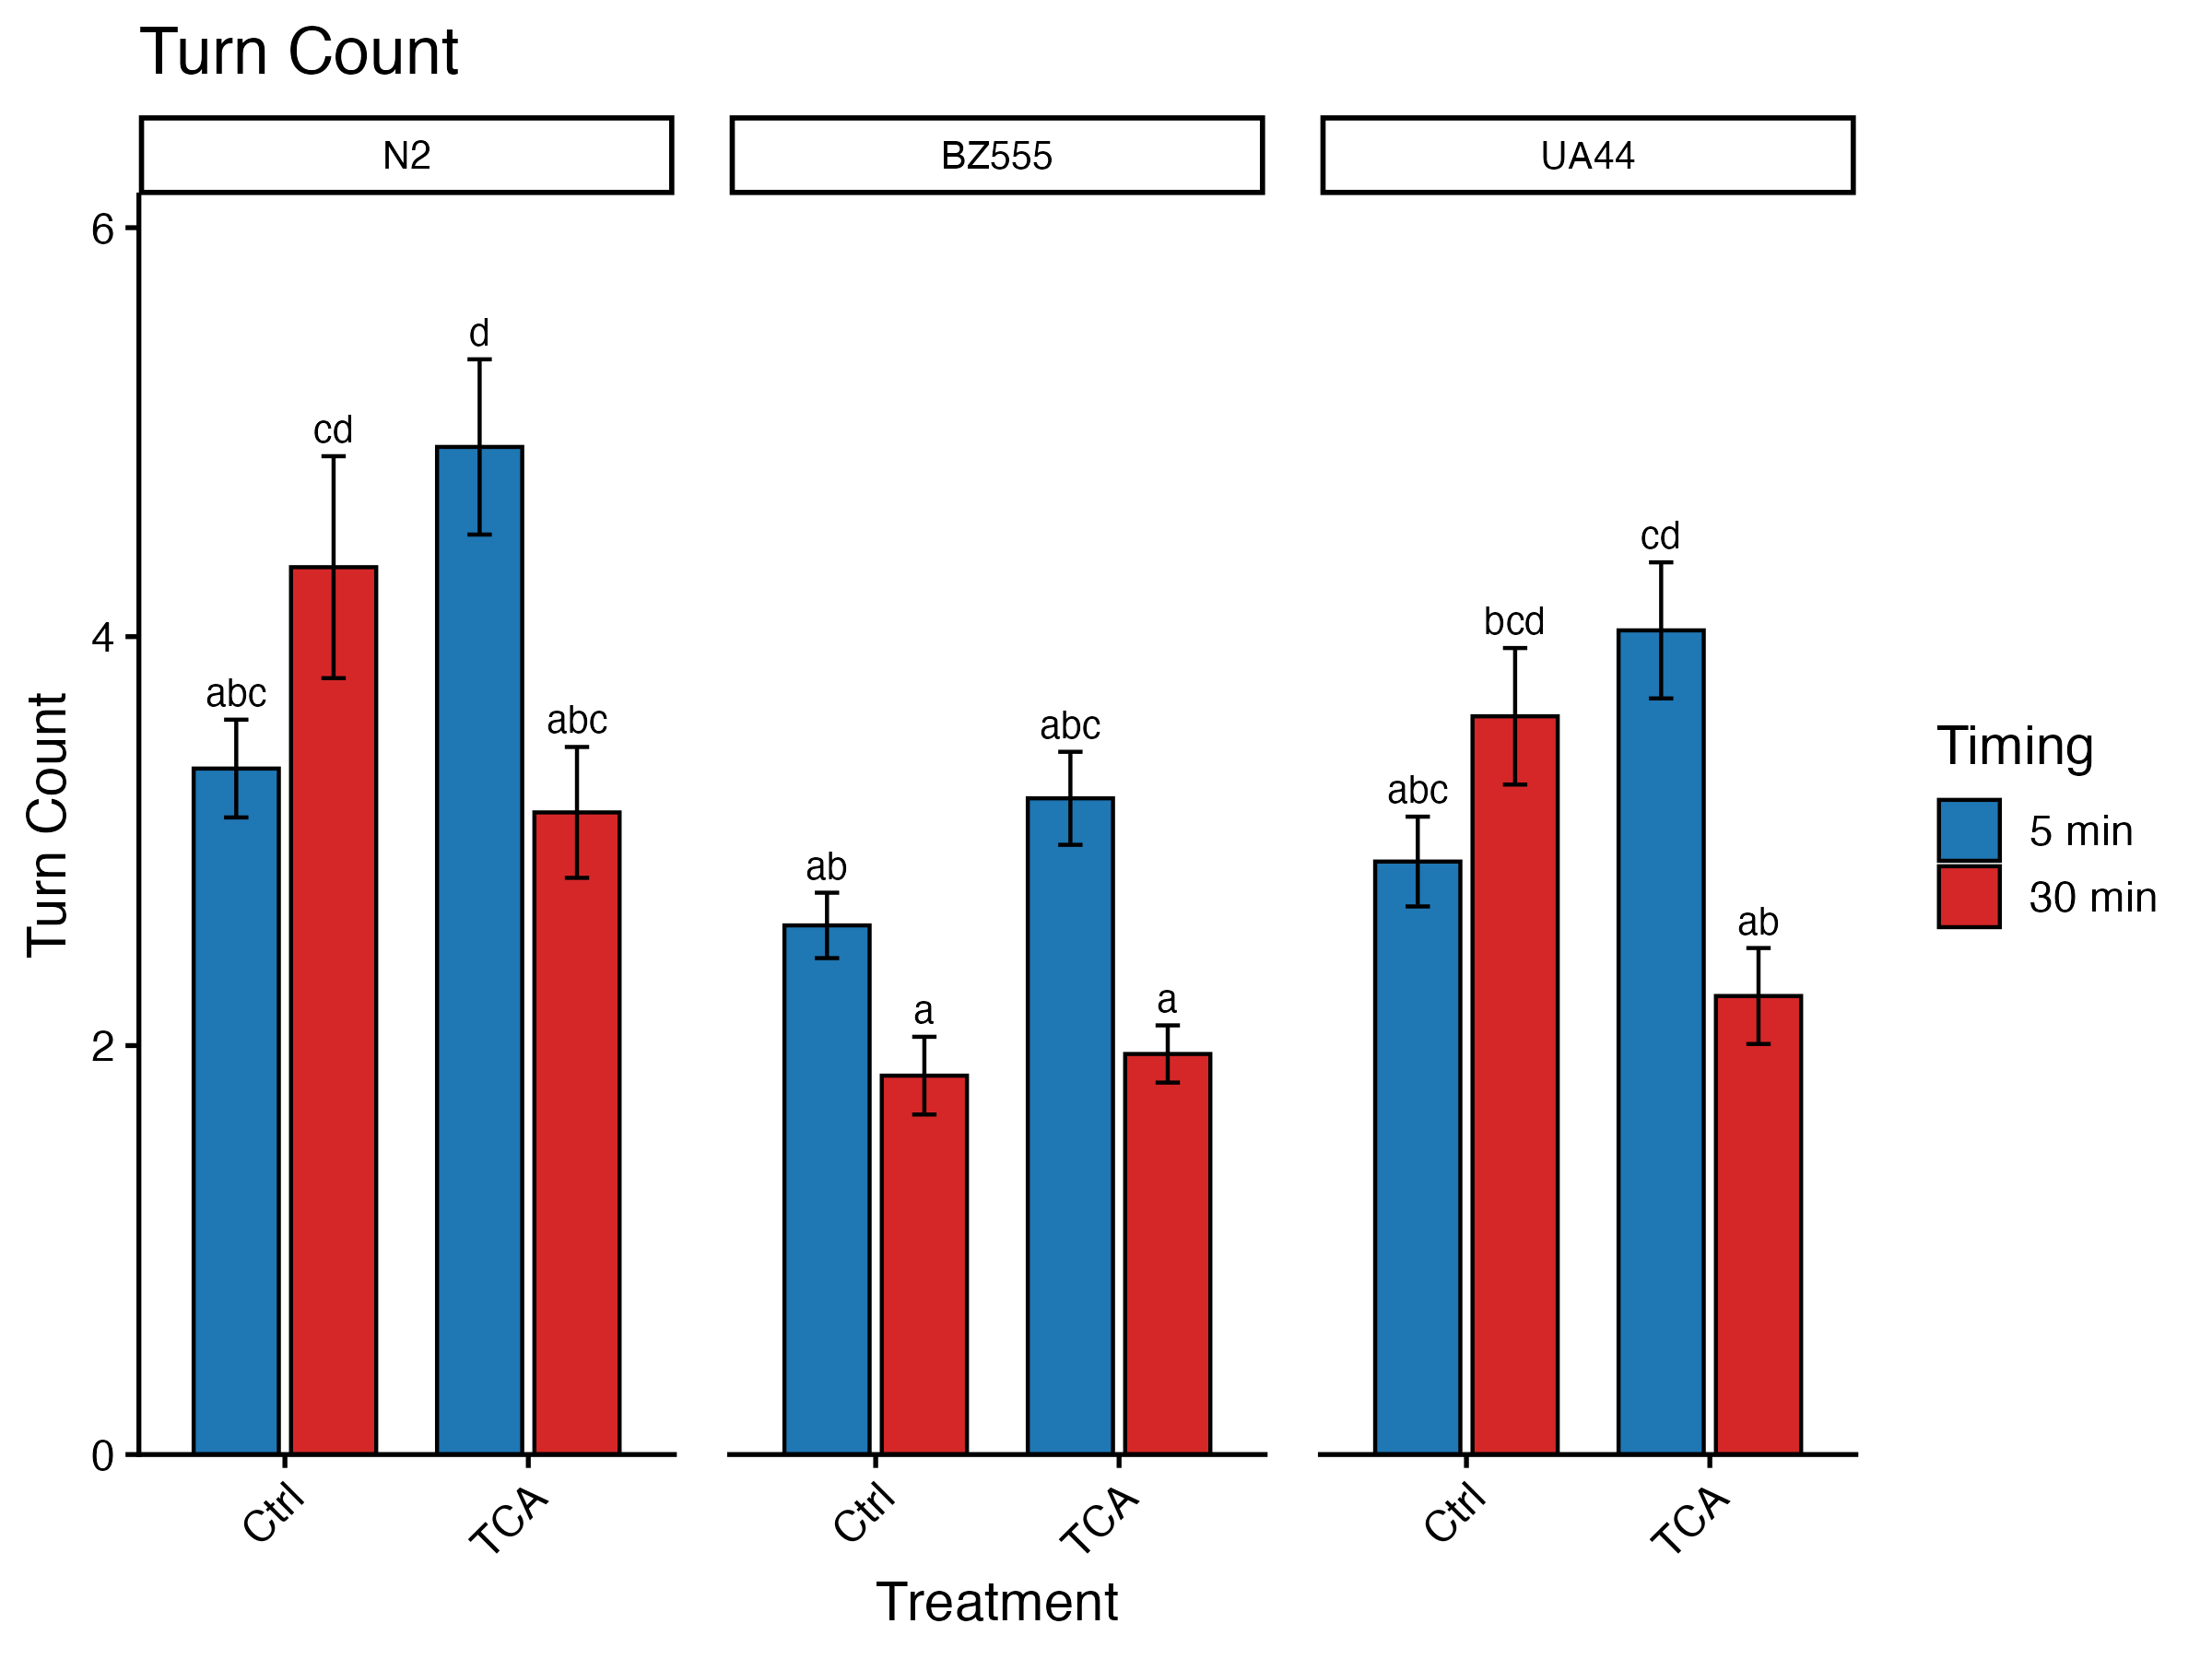 Turn Count
N2
BZ555
UA44
6
4
2
0
Turn Count
abc
cd
d
abc
ab
a
abc
a
abc
bcd
cd
ab
Ctrl
TCA
Ctrl
TCA
Ctrl
TCA
Treatment
Timing
5 min
30 min